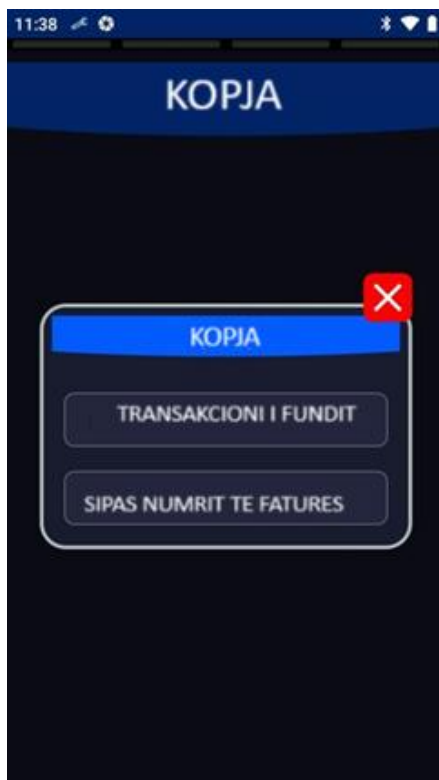 11:38
KOPJA
KOPJA
TRANSAKCIONI I FUNDIT
SIPAS NUMRIT TE FATURES